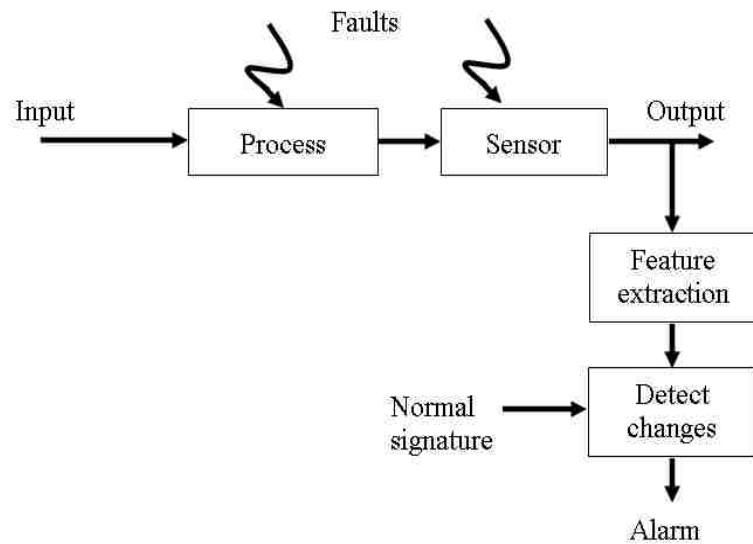 Faults
Input
Output
Process
Sensor
Feature
extraction
Normal
signature
Detect
changes
Alarm